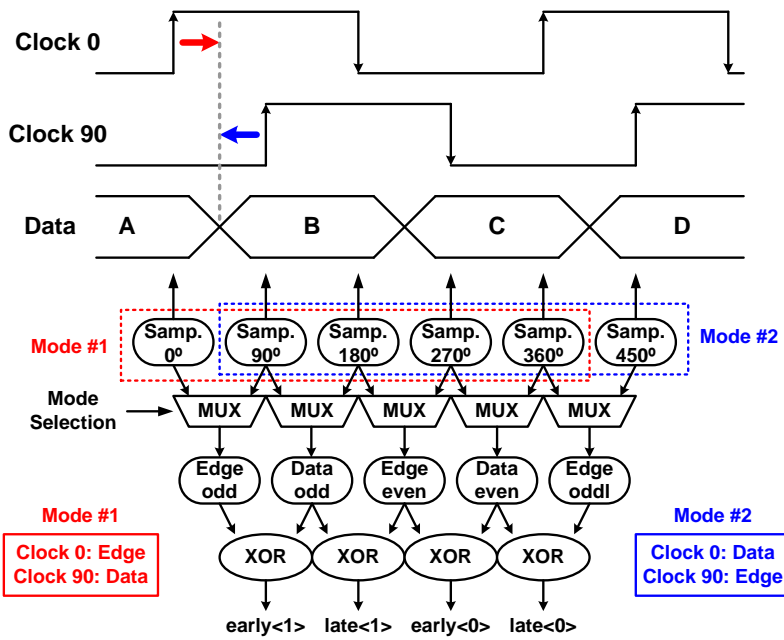 Clock 0
Clock 90
Data
A
B
C
D
Samp.
0º
Samp.
90º
Samp.
180º
Samp.
270º
Samp.
360º
Samp.
450º
Mode #1
Mode #2
Mode
Selection
MUX
MUX
MUX
MUX
MUX
Edge
odd
Data
odd
Edge
even
Data
even
Edge
oddl
Mode #1
Clock 0: Edge
Clock 90: Data
Mode #2
Clock 0: Data
Clock 90: Edge
XOR
XOR
XOR
XOR
early<1>
late<1>
early<0>
late<0>